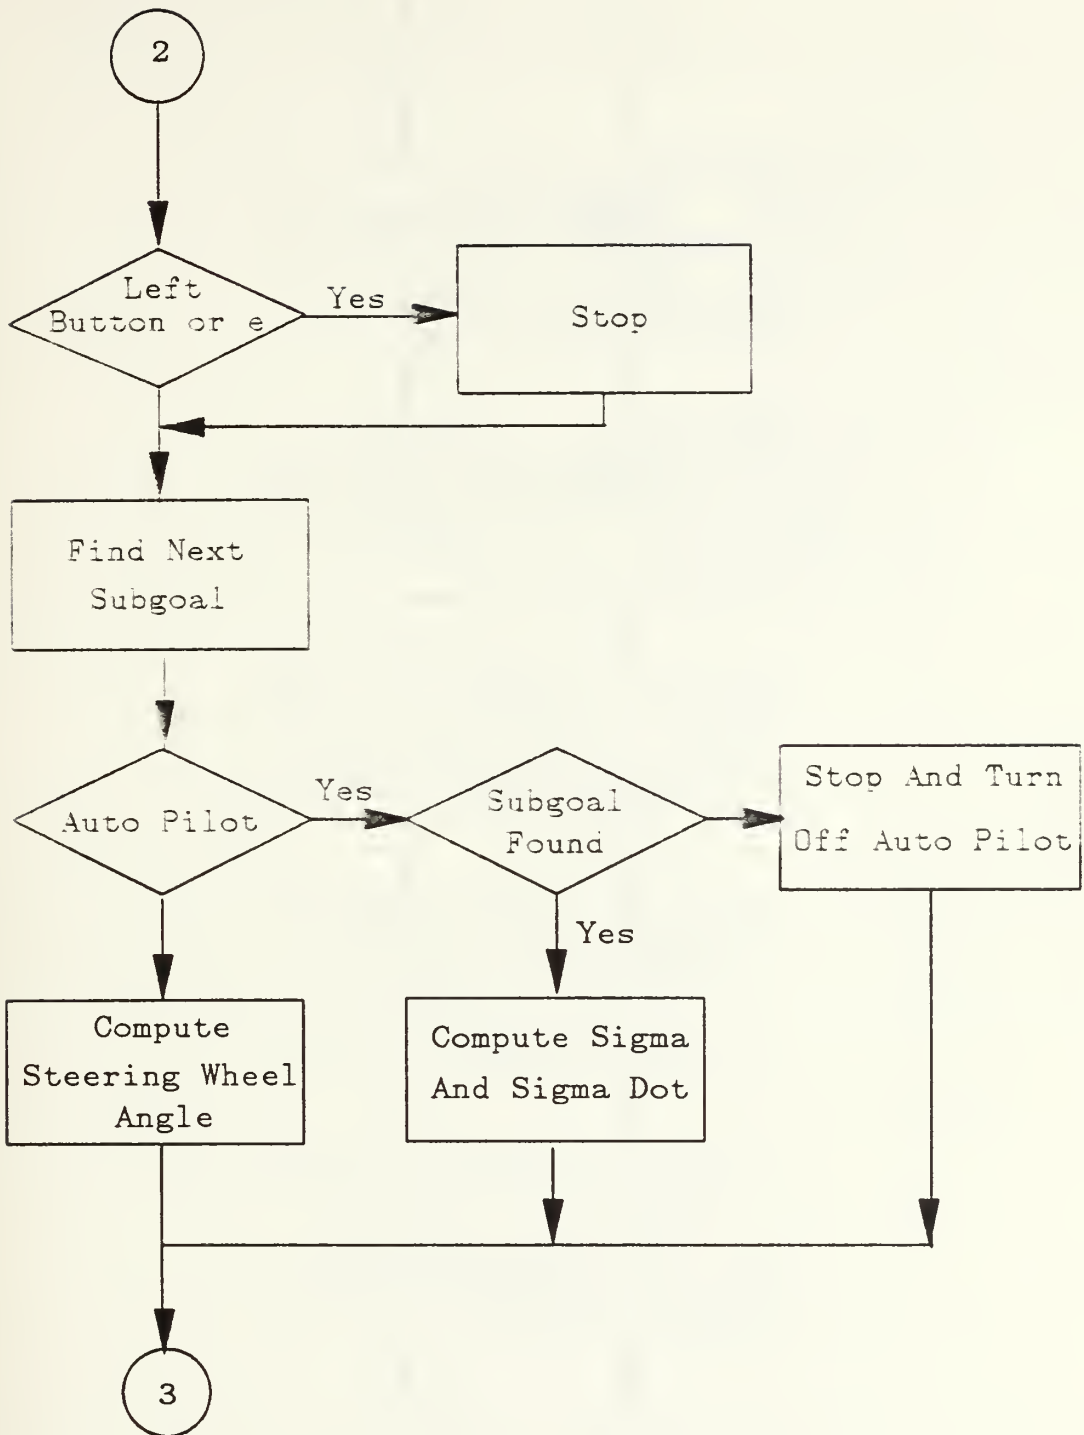 2
Left
Button or e
Yes
Stop
Find Next
Subgoal
Auto Pilot
Yes
Subgoal
Found
Stop And Turn
Off Auto Pilot
Yes
Compute
Steering Wheel
Angle
Compute Sigma
And Sigma Dot
3